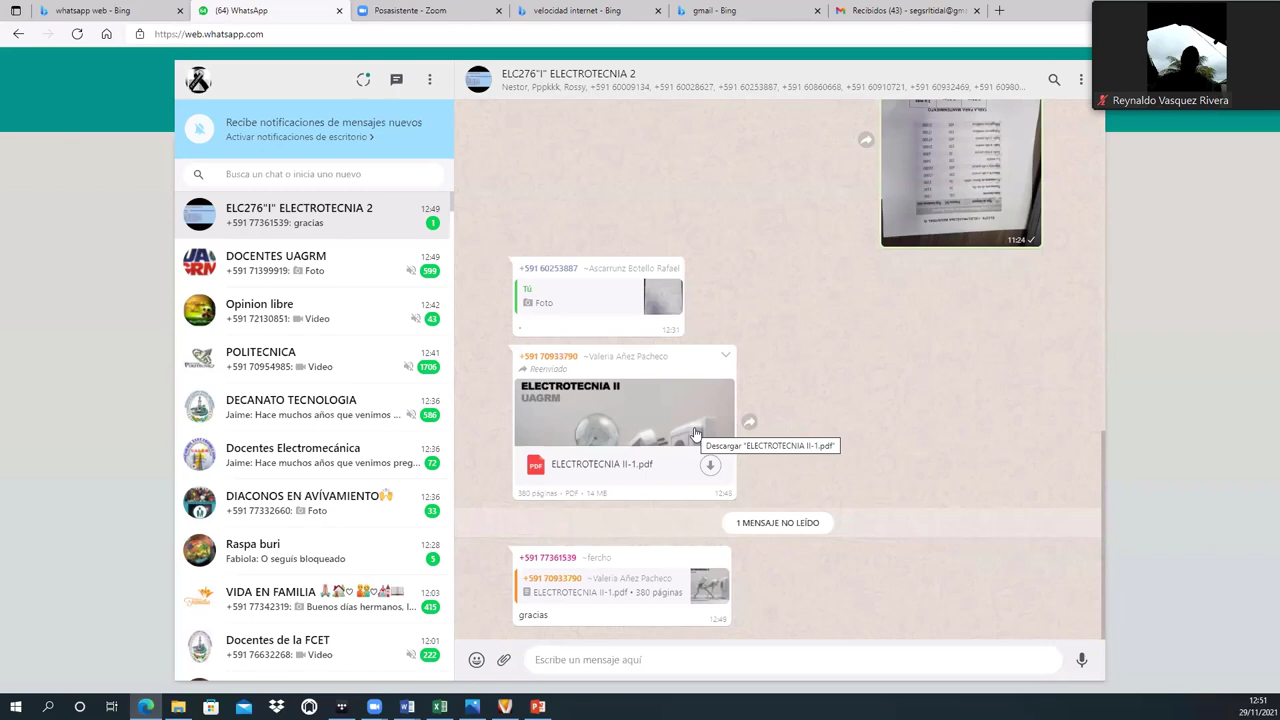 whatsapp web - Bing
(64) WhatsApp
Posasistente - Zoom
velocidad internet - Bing
gmail - Bing
Recibidos (43) - segsrltidal@gm
https://web.whatsapp.com
Reynaldo Vasquez Rivera
ELC276"I" ELECTROTECNIA 2
Nestor, Pppkkk, Rossy, +591 60009134, +591 60028627, +591 60253887, +591 60860668, +591 60910721, +591 60932469, +591 60980...
Recibe notificaciones de mensajes nuevos
Activar notificaciones de escritorio >
Busca un chat o inicia uno nuevo
ELC276"I" ELECTROTECNIA 2
12:49
+591 77361539: gracias
1
DOCENTES UAGRM
12:49
+591 71399919: Foto
599
Opinion libre
12:42
+591 72130851: Video
43
POLITECNICA
12:41
+591 70954985: Video
1706
DECANATO TECNOLOGIA
12:36
Jaime: Hace muchos años que venimos ...
586
Docentes Electromecánica
12:36
Jaime: Hace muchos años que venimos preg...
72
DIACONOS EN AVÍVAMIENTO🙌
12:36
+591 77332660: Foto
33
Raspa buri
12:28
Fabiola: O seguís bloqueado
5
VIDA EN FAMILIA
12:03
+591 77342319: Buenos días hermanos, l...
415
Docentes de la FCET
12:01
+591 76632268: Video
222
11:24
+591 60253887 ~Ascarrunz Botello Rafael
Tú
Foto
.
12:31
+591 70933790 ~Valeria Añez Pacheco
Reenviado
ELECTROTECNIA II
UAGRM
Descargar "ELECTROTECNIA II-1.pdf"
PDF
ELECTROTECNIA II-1.pdf
380 páginas • PDF • 14 MB
12:43
1 MENSAJE NO LEÍDO
+591 77361539 ~fercho
+591 70933790 ~Valeria Añez Pacheco
ELECTROTECNIA II-1.pdf • 380 páginas
gracias
12:49
Escribe un mensaje aquí
12:51
29/11/2021